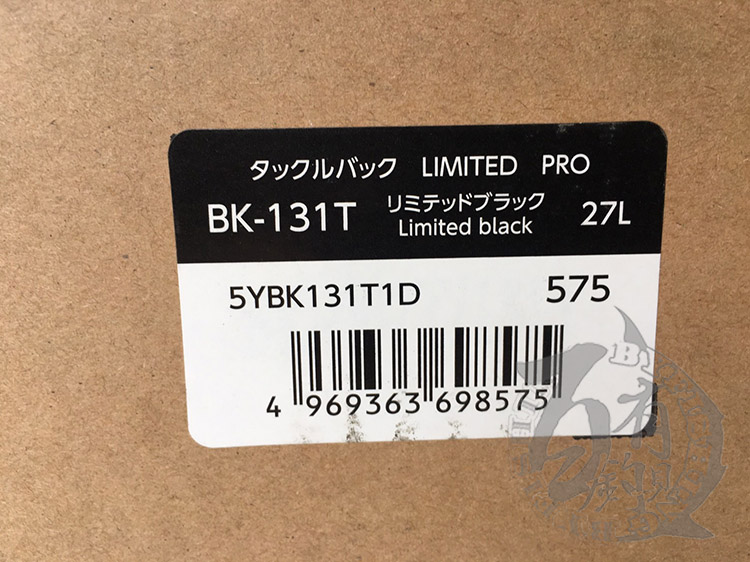 タックルバック LIMITED PRO
BK-131T リミテッドブラック 27L
Limited black
5YBK131T1D 575
4 969363 698575